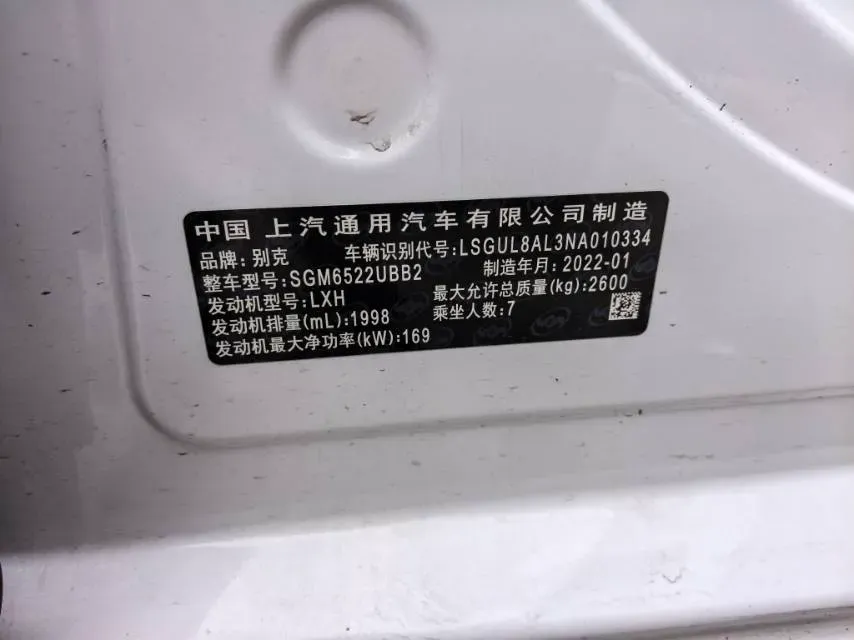 中国 上汽通用汽车有限公司制造
品牌:别克 车辆识别代号:LSGUL8AL3NA010334
整车型号:SGM6522UBB2 制造年月:2022-01
发动机型号:LXH 最大允许总质量(kg):2600
发动机排量(mL):1998 乘坐人数:7
发动机最大净功率(kW):169